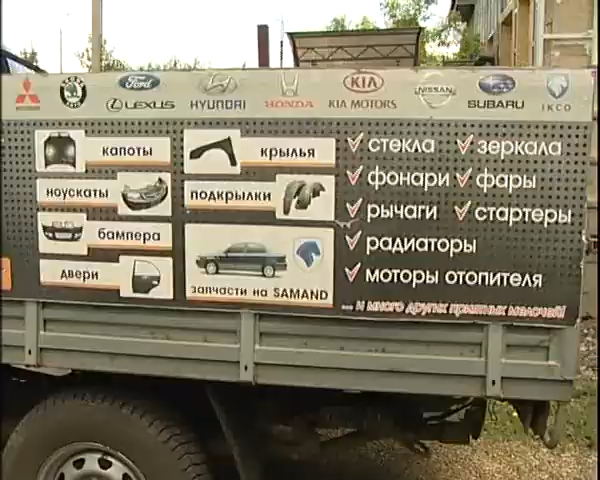 Ford
LEXUS
HYUNDAI
HONDA
KIA
KIA MOTORS
NISSAN
SUBARU
IKCO
капоты
ноускаты
бампера
двери
крылья
подкрылки
запчасти на SAMAND
стекла зеркала
фонари фары
рычаги стартеры
радиаторы
моторы отопителя
... и много других приятных мелочей!